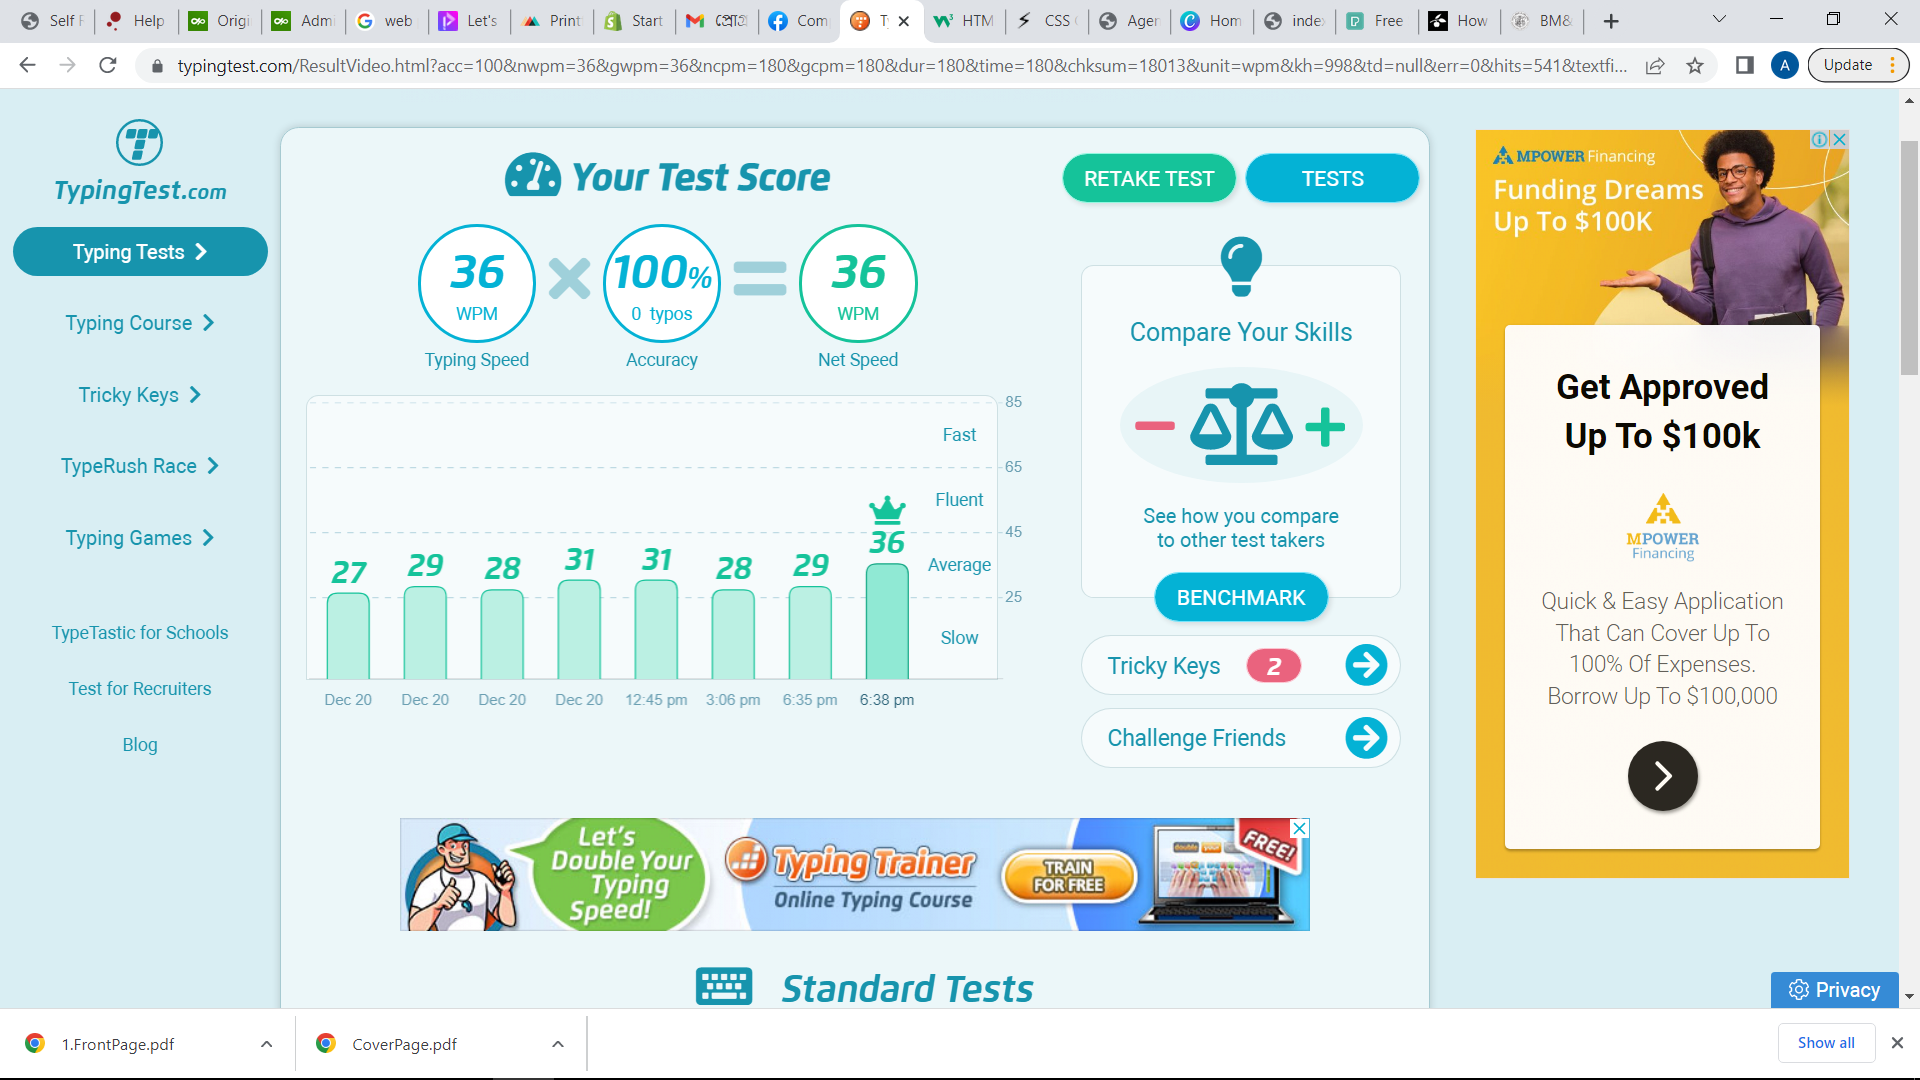 Self F
Help
Origi
Admi
web
Let's
Print
Start
Com
Ty
HTM
CSS
Agen
Hom
inde
Free
How
BM&
typingtest.com/ResultVideo.html?acc=100&nwpm=36&gwpm=36&ncpm=180&gcpm=180&dur=180&time=180&chksum=18013&unit=wpm&kh=998&td=null&err=0&hits=541&textfi...
A
Update
TypingTest.com
Typing Tests
Typing Course
Tricky Keys
TypeRush Race
Typing Games
TypeTastic for Schools
Test for Recruiters
Blog
Your Test Score
RETAKE TEST
TESTS
36
WPM
Typing Speed
100%
0 typos
Accuracy
36
WPM
Net Speed
85
Fast
65
Fluent
45
Average
25
Slow
27
29
28
31
31
28
29
36
Dec 20
Dec 20
Dec 20
Dec 20
12:45 pm
3:06 pm
6:35 pm
6:38 pm
Compare Your Skills
See how you compare
to other test takers
BENCHMARK
Tricky Keys 2
Challenge Friends
Let's
Double Your
Typing
Speed!
Typing Trainer
Online Typing Course
TRAIN
FOR FREE
FREE!
Standard Tests
MPOWER Financing
Funding Dreams
Up To $100K
Get Approved
Up To $100k
MPOWER
Financing
Quick & Easy Application
That Can Cover Up To
100% Of Expenses.
Borrow Up To $100,000
Privacy
1.FrontPage.pdf
CoverPage.pdf
Show all